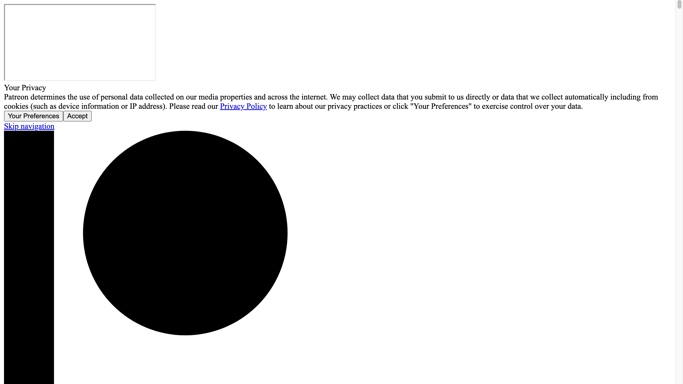 Your Privacy
Patreon determines the use of personal data collected on our media properties and across the internet. We may collect data that you submit to us directly or data that we collect automatically including from
cookies (such as device information or IP address). Please read our Privacy Policy to learn about our privacy practices or click "Your Preferences" to exercise control over your data.
Your Preferences Accept
Skip navigation